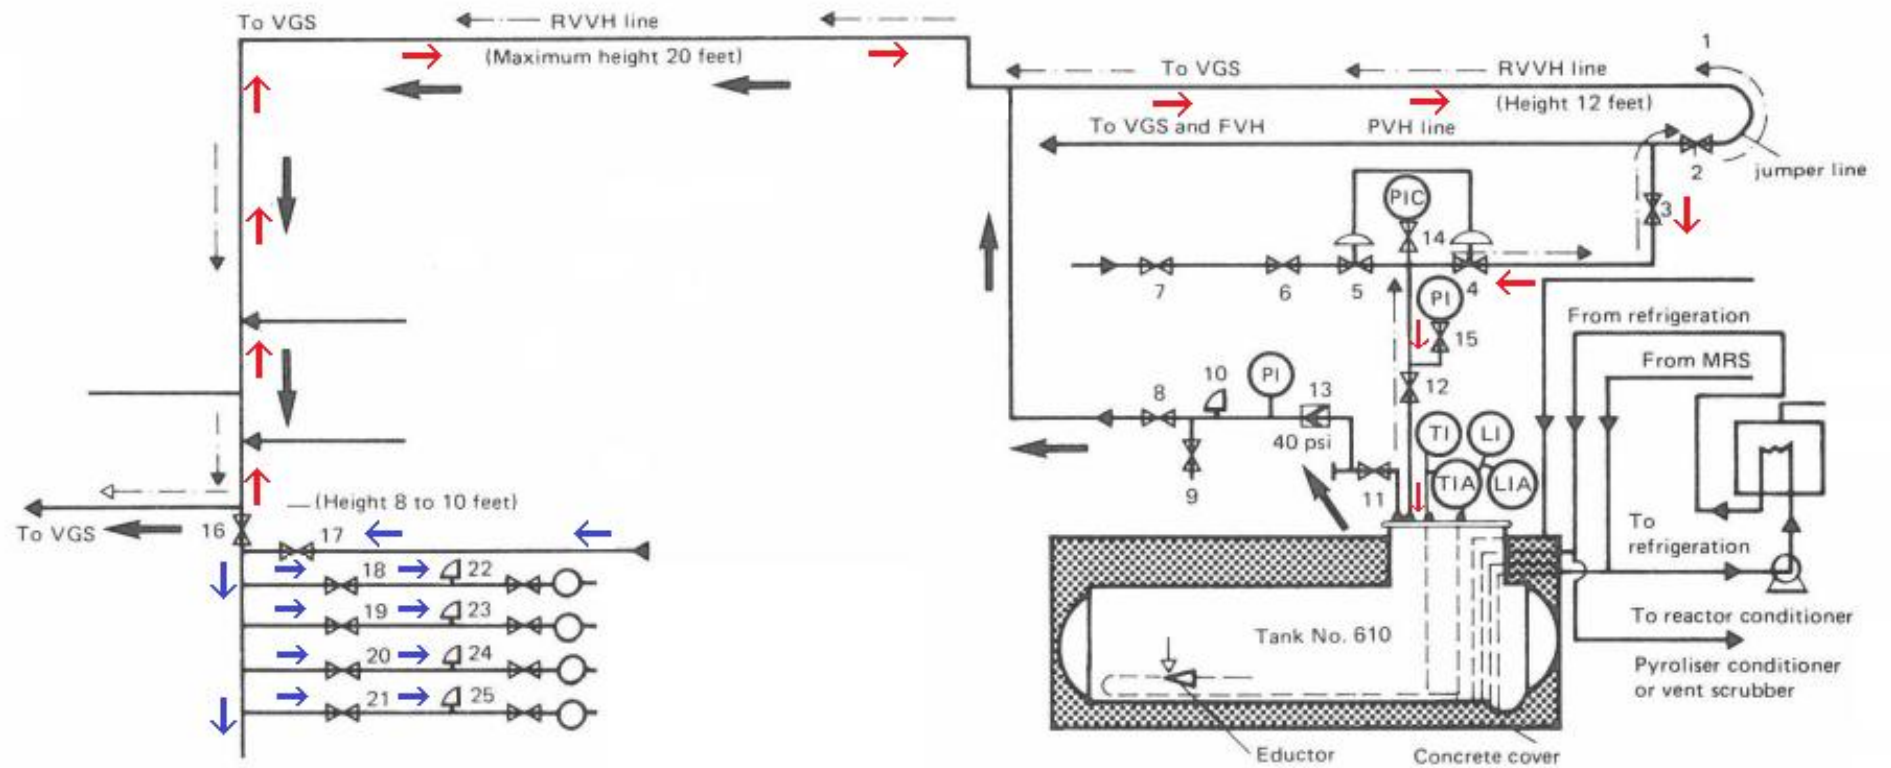 To VGS
RVVH line
(Maximum height 20 feet)
To VGS
RVVH line
1
(Height 12 feet)
To VGS and FVH
PVH line
2
jumper line
PIC
3
14
7
6
5
4
PI
15
From refrigeration
From MRS
12
8
10
PI
13
40 psi
TI
LI
9
11
TIA
LIA
(Height 8 to 10 feet)
To VGS
16
17
18
22
19
23
20
24
21
25
To
refrigeration
Tank No. 610
To reactor conditioner
Pyroliser conditioner
or vent scrubber
Eductor
Concrete cover